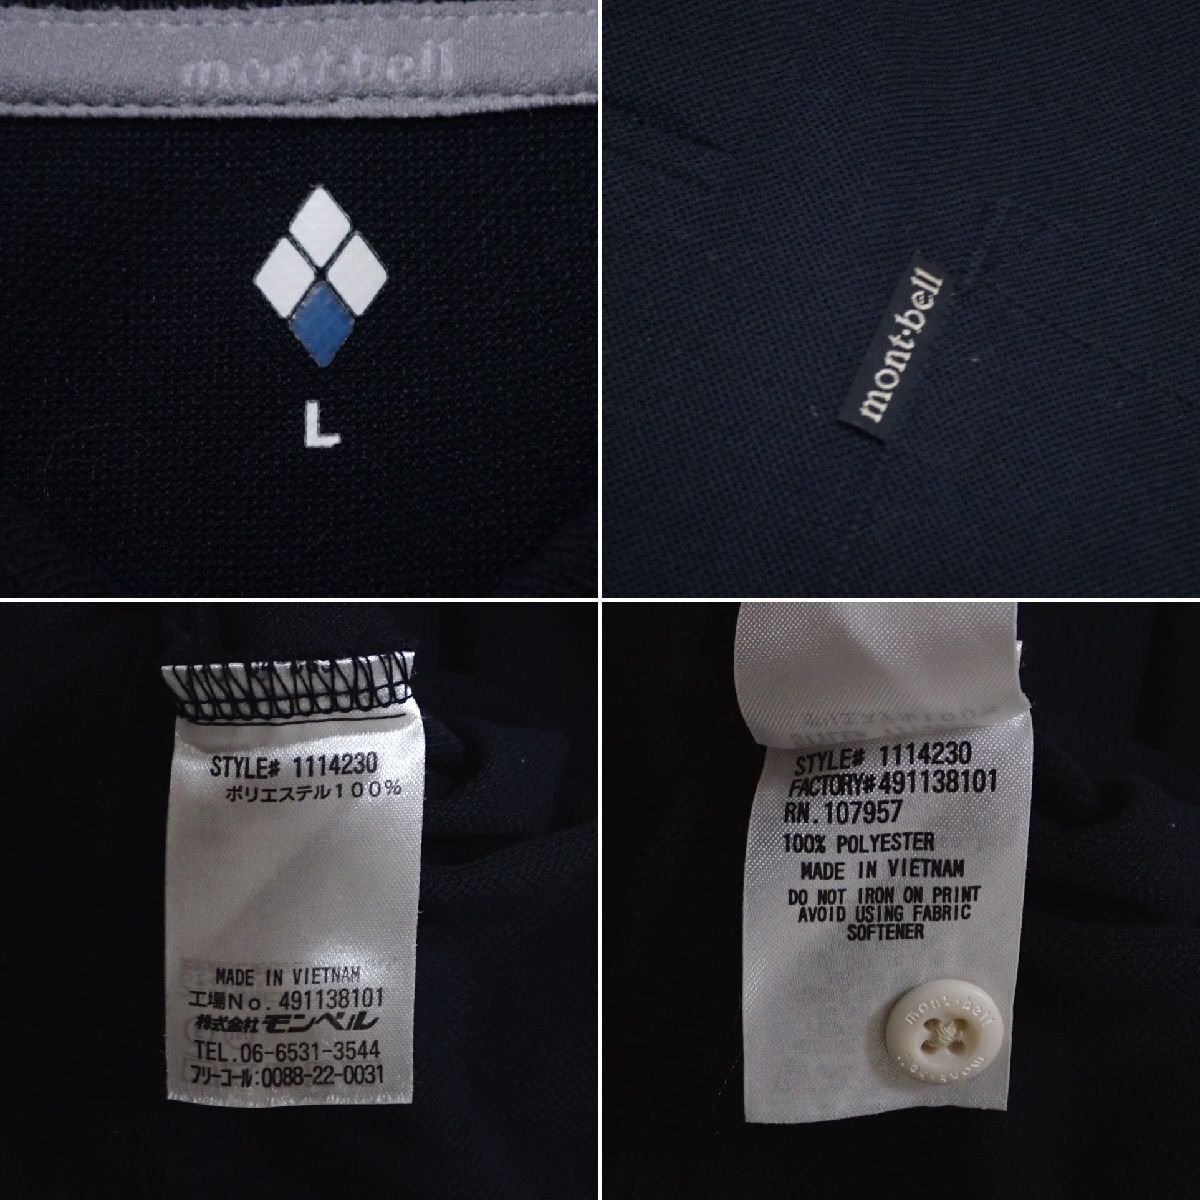 mont-bell
L
mont·bell
STYLE# 1114230
ポリエステル100%
MADE IN VIETNAM
工場No. 491138101
株式会社 モンベル
TEL. 06-6531-3544
フリーコール:0088-22-0031
STYLE# 1114230
FACTORY#491138101
RN. 107957
100% POLYESTER
MADE IN VIETNAM
DO NOT IRON ON PRINT
AVOID USING FABRIC
SOFTENER
mont-bell
mont-bell